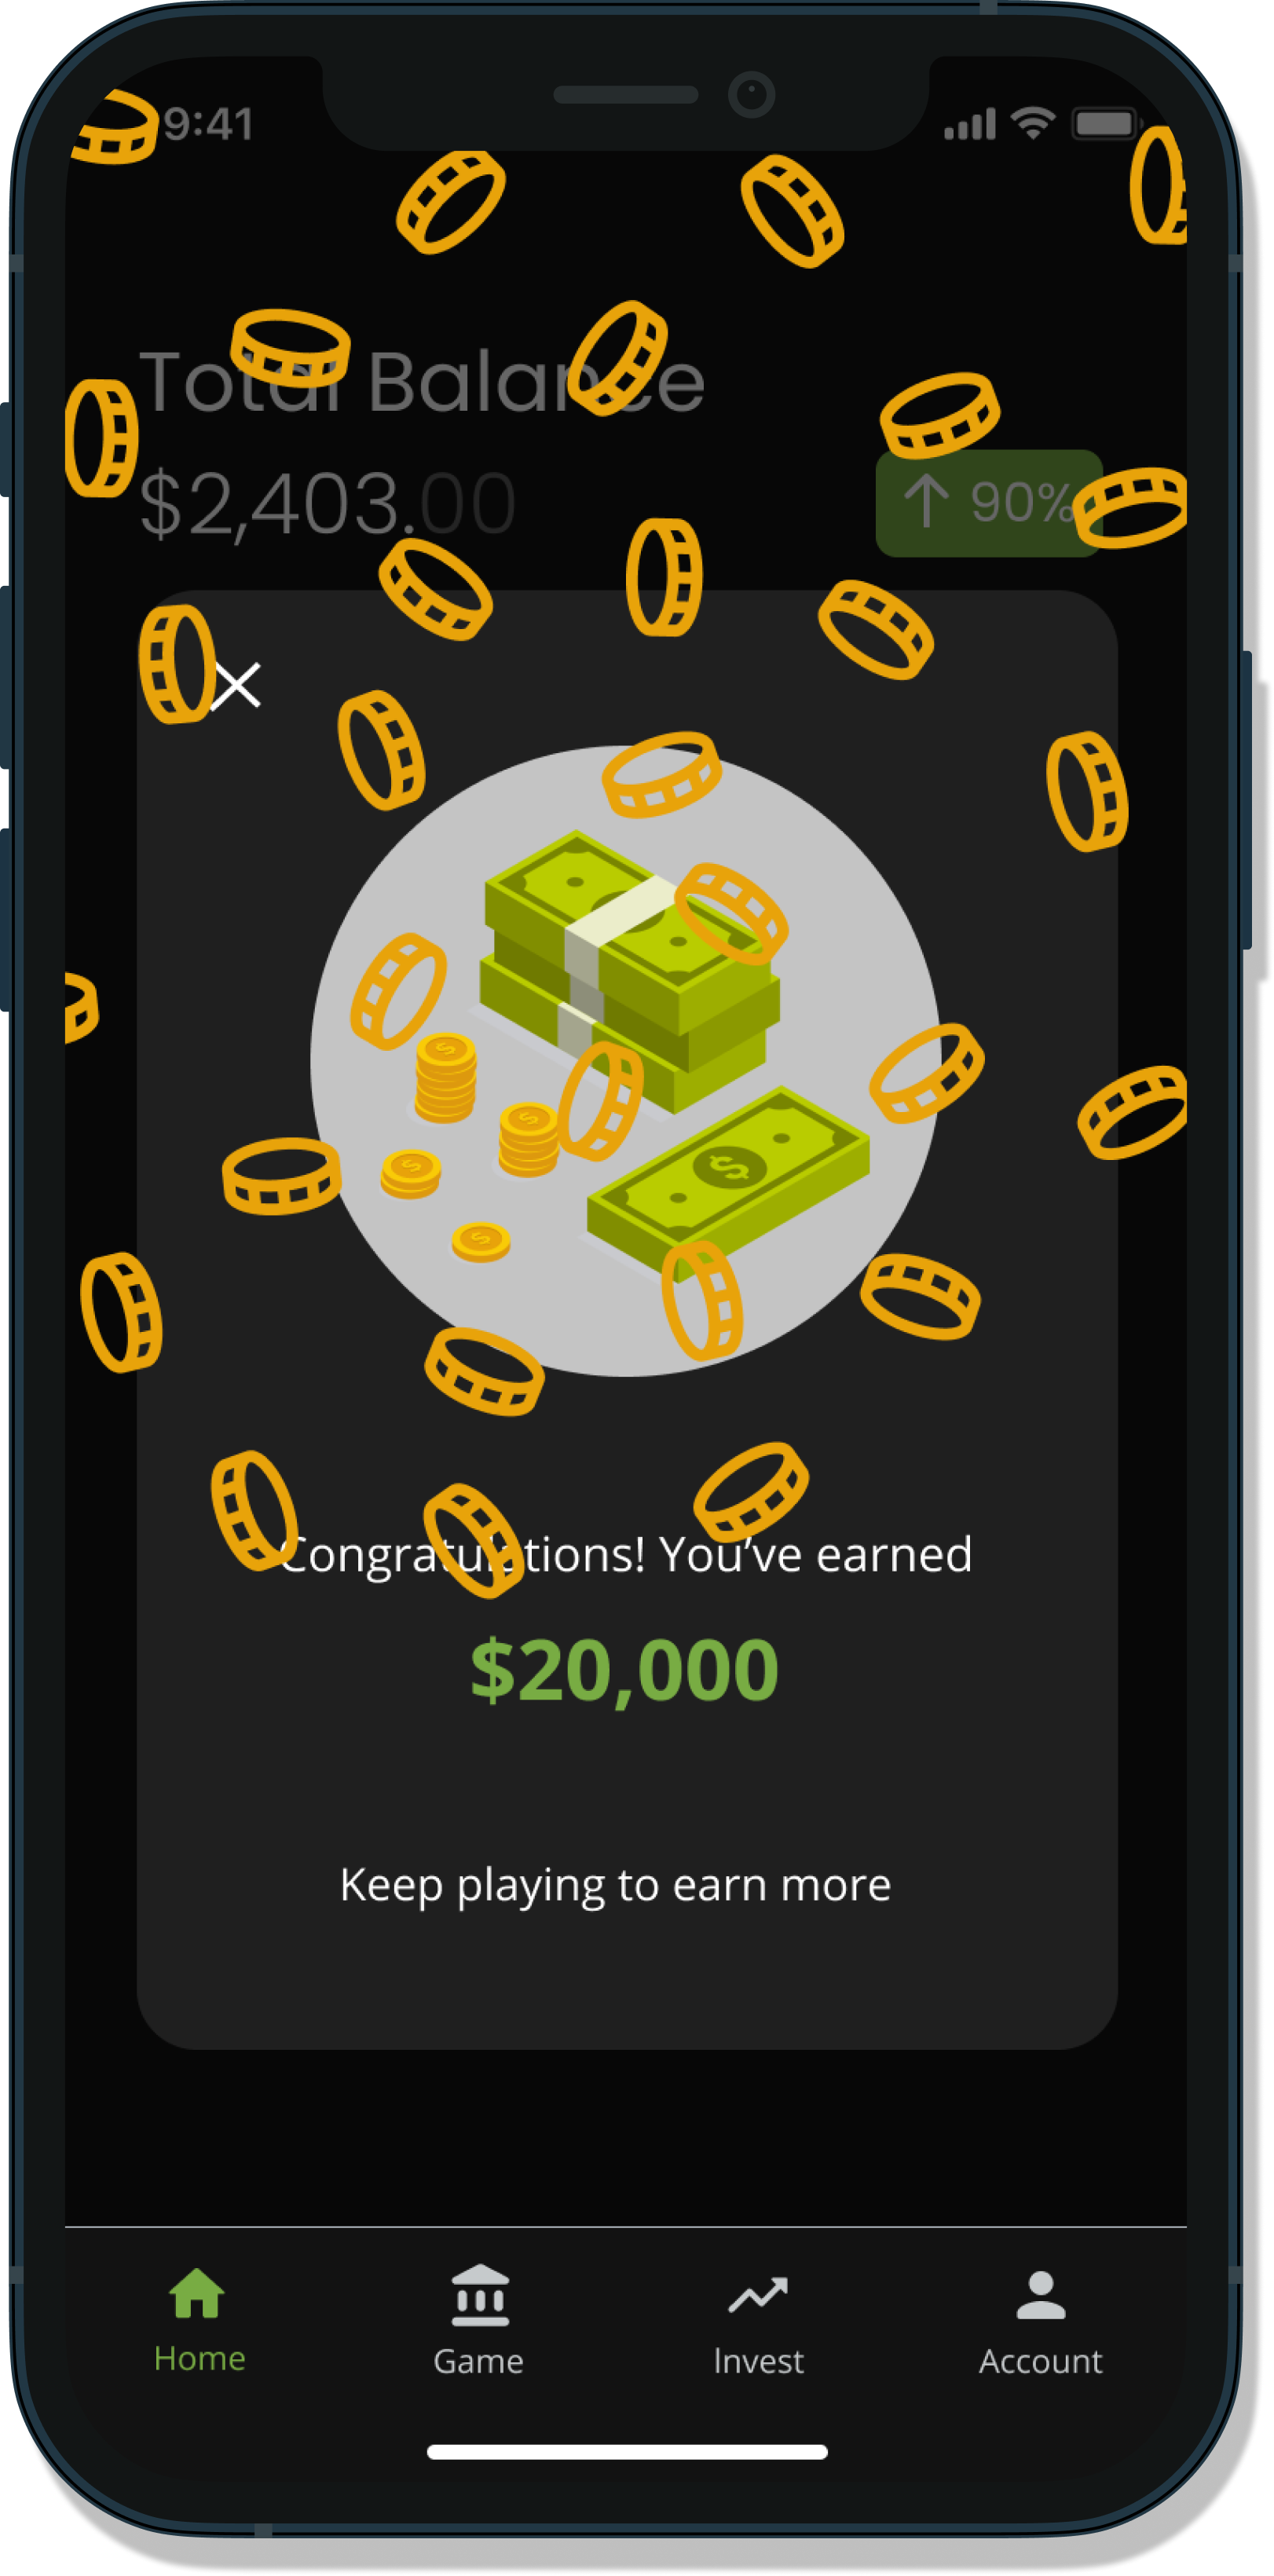 9:41
Total Balance
$2,403.00
↑ 90%
Congratulations! You’ve earned
$20,000
Keep playing to earn more
Home
Game
Invest
Account